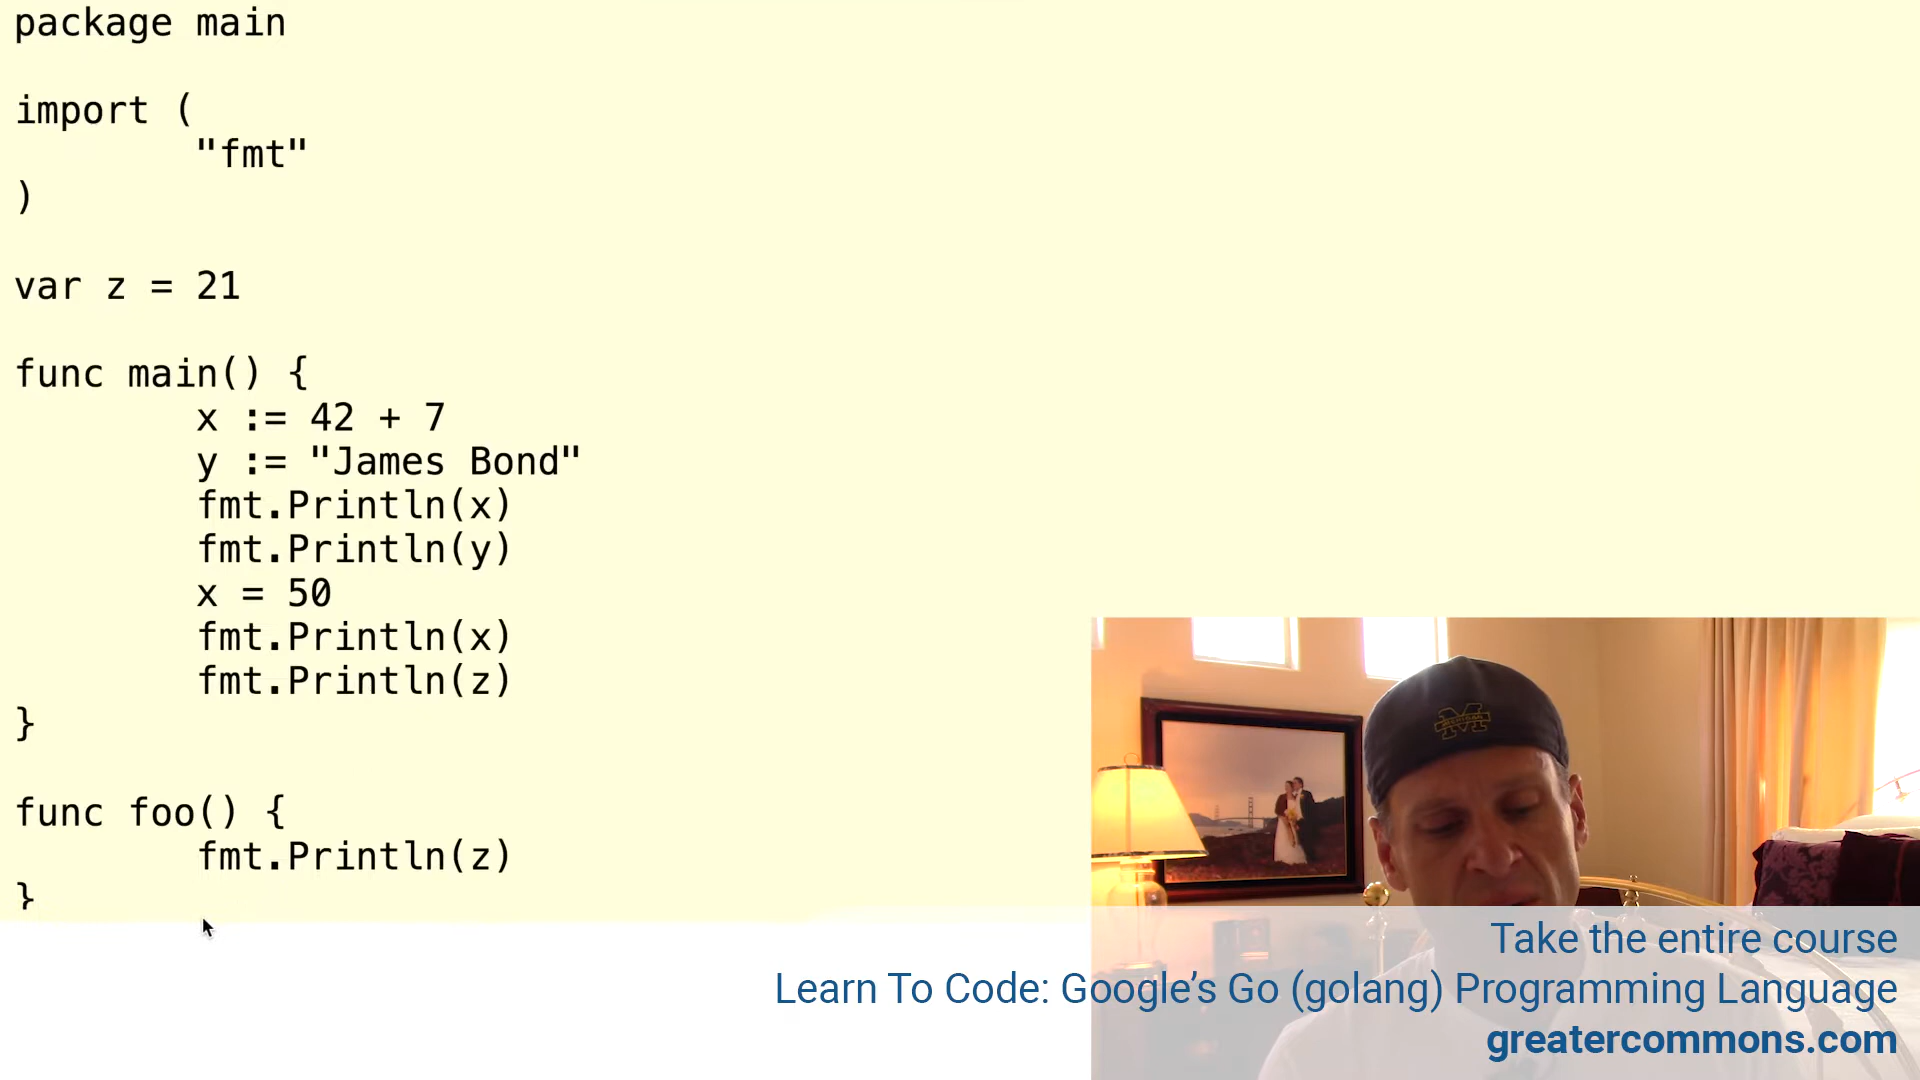 package main
import (
"fmt"
)
var z = 21
func main() {
x := 42 + 7
y := "James Bond"
fmt.Println(x)
fmt.Println(y)
x = 50
fmt.Println(x)
fmt.Println(z)
}
func foo() {
fmt.Println(z)
}
M
Take the entire course
Learn To Code: Google’s Go (golang) Programming Language
greatercommons.com